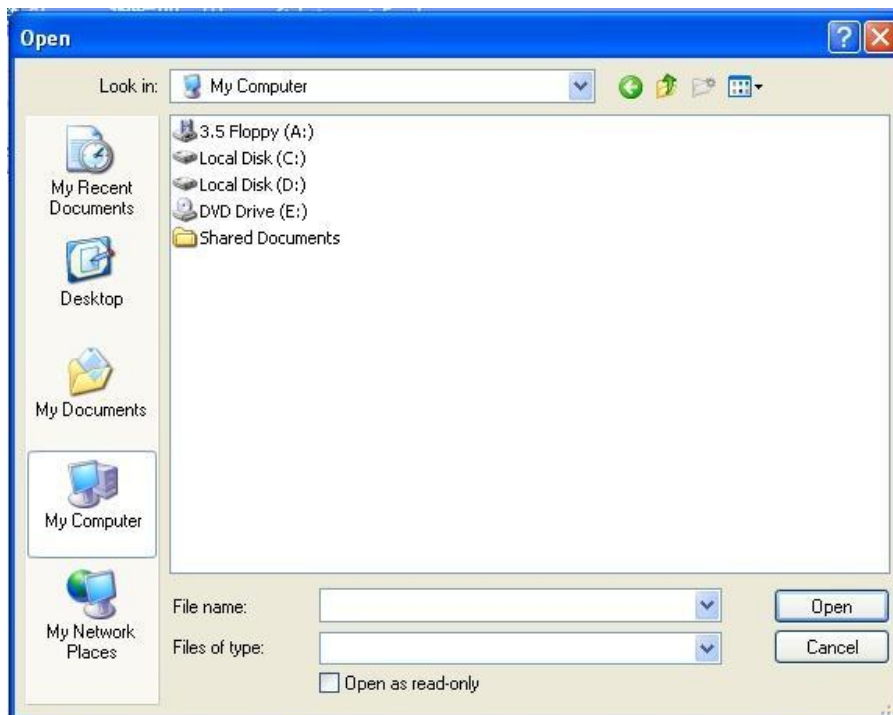 Open
Look in:
My Computer
My Recent
Documents
Desktop
My Documents
My Computer
My Network
Places
3.5 Floppy (A:)
Local Disk (C:)
Local Disk (D:)
DVD Drive (E:)
Shared Documents
File name:
Open
Files of type:
Cancel
Open as read-only